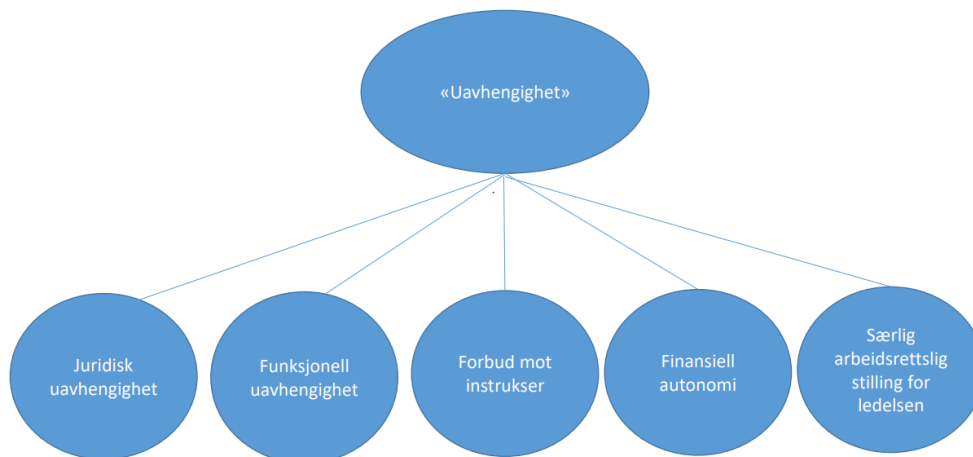 «Uavhengighet»
Juridisk
uavhengighet
Funksjonell
uavhengighet
Forbud mot
instrukser
Finansiell
autonomi
Særlig
arbeidsrettslig
stilling for
ledelsen